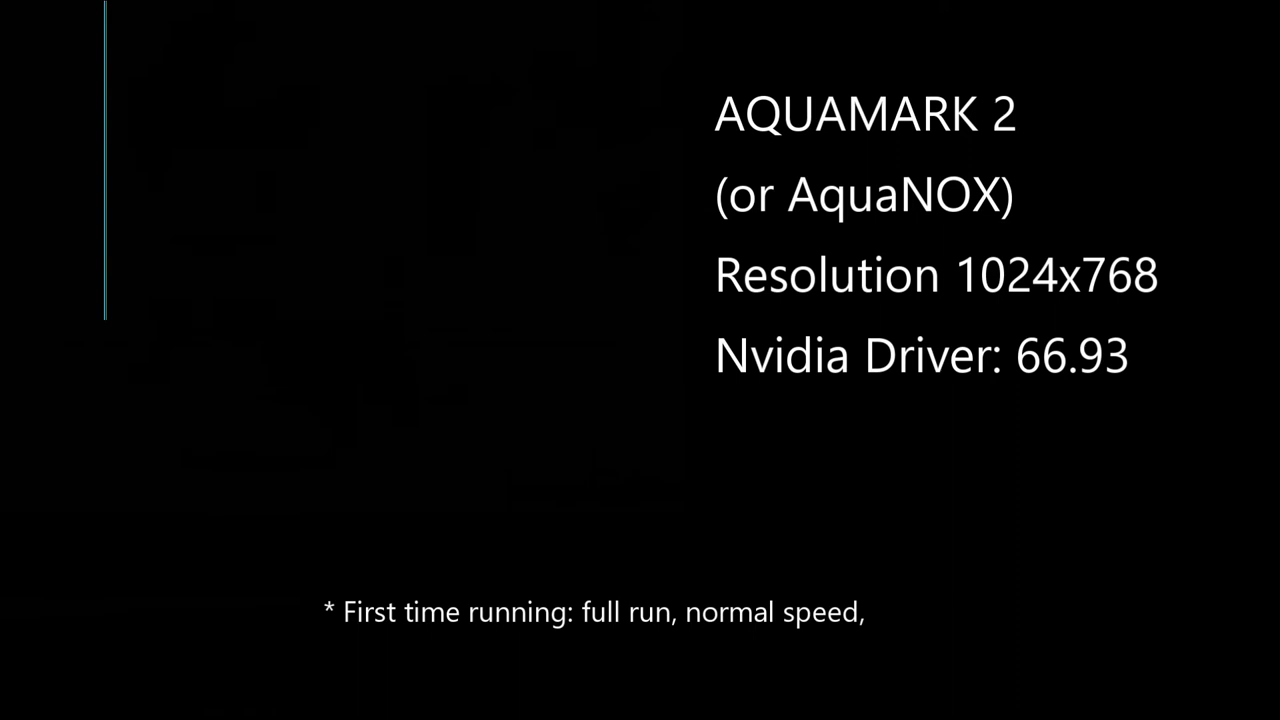 AQUAMARK 2
(or AquaNOX)
Resolution 1024x768
Nvidia Driver: 66.93
* First time running: full run, normal speed,